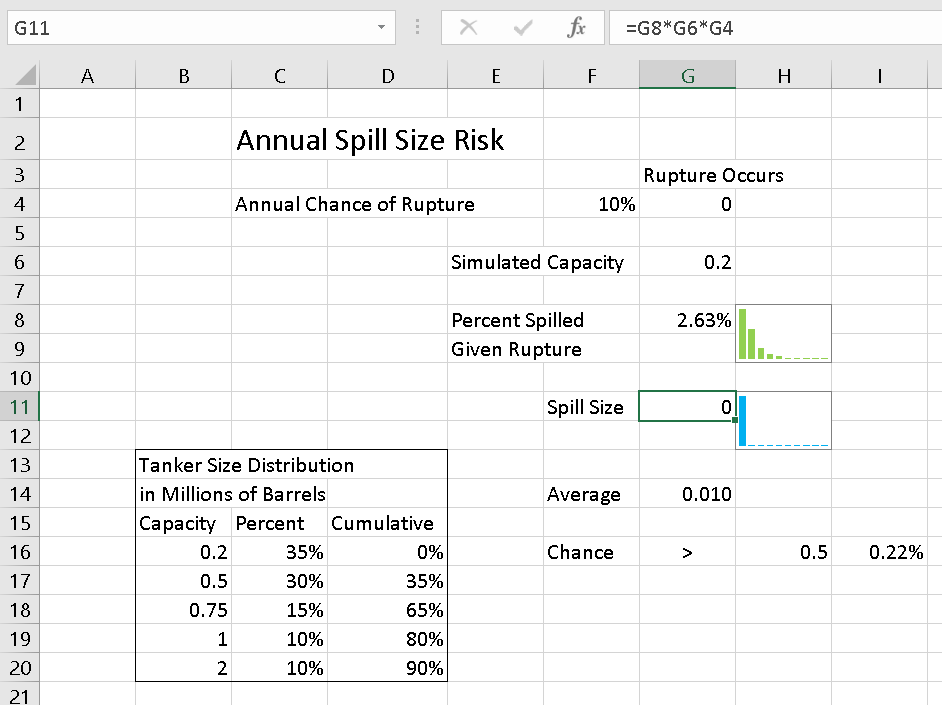 G11 fx =G8*G6*G4
A B C D E F G H I
1
2 Annual Spill Size Risk
3 Rupture Occurs
4 Annual Chance of Rupture 10% 0
5
6 Simulated Capacity 0.2
7
8 Percent Spilled 2.63%
9 Given Rupture
10
11 Spill Size 0
12
13 Tanker Size Distribution
14 in Millions of Barrels Average 0.010
15 Capacity Percent Cumulative
16 0.2 35% 0% Chance > 0.5 0.22%
17 0.5 30% 35%
18 0.75 15% 65%
19 1 10% 80%
20 2 10% 90%
21